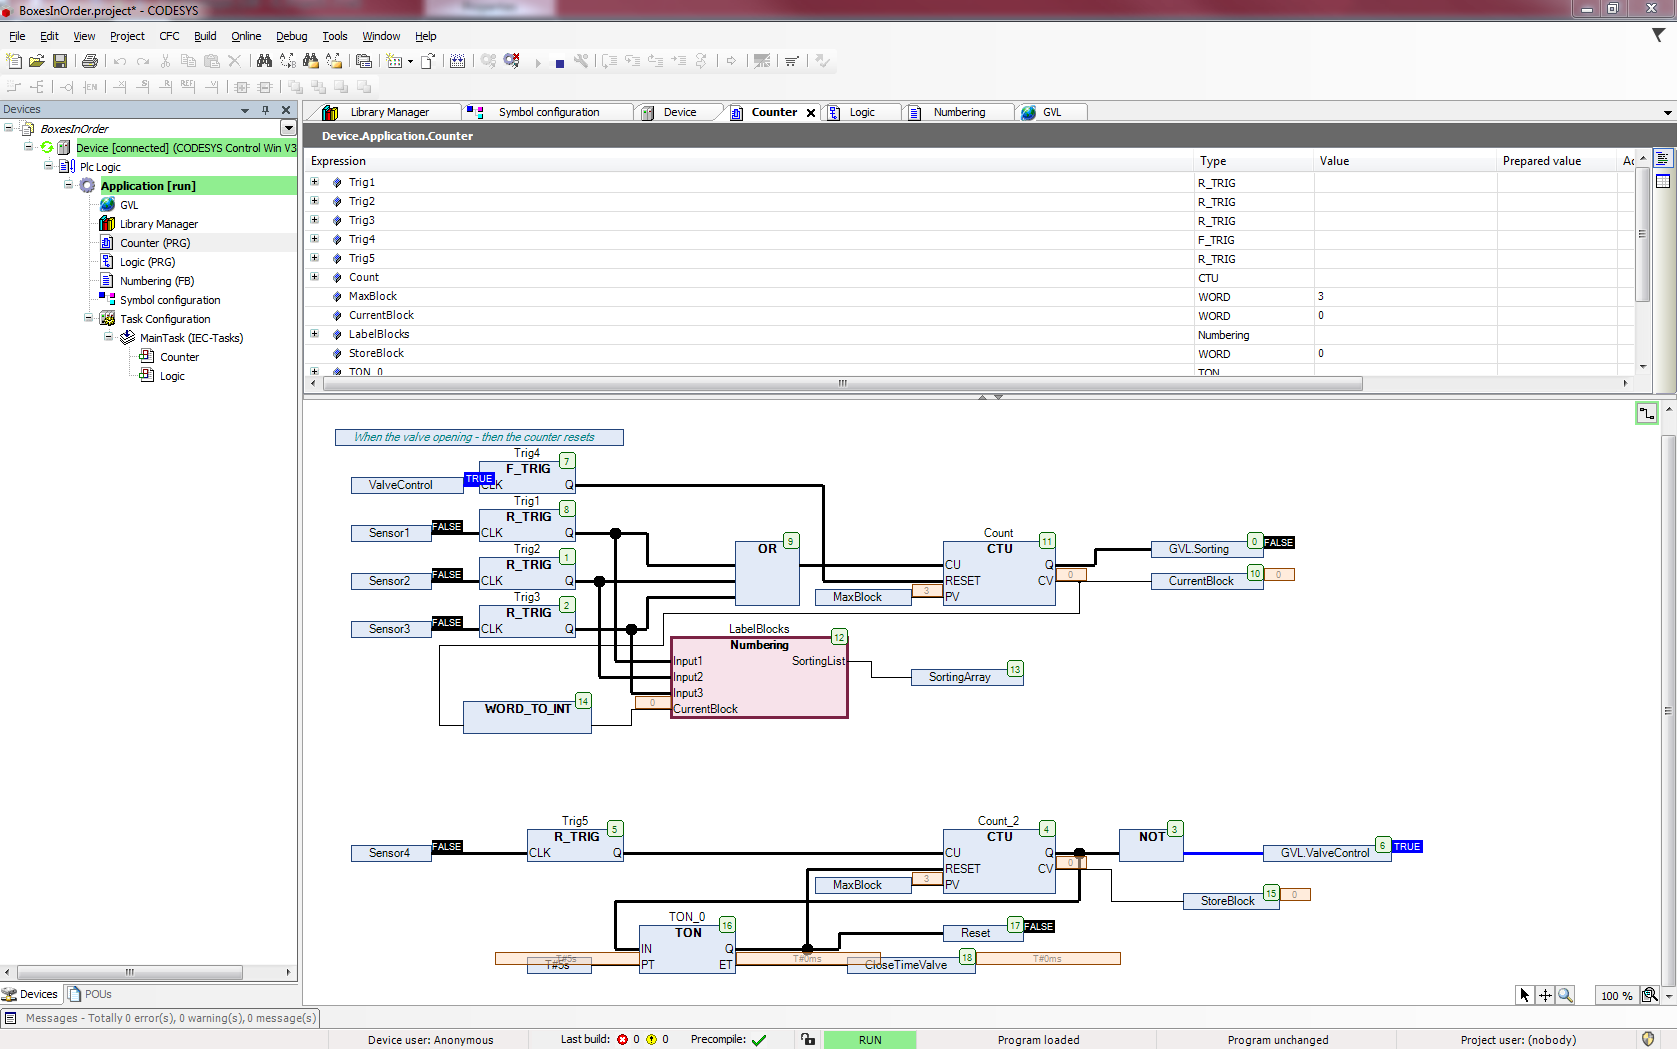 BoxesInOrder.project* - CODESYS
File Edit View Project CFC Build Online Debug Tools Window Help
Devices
BoxesInOrder
Device [connected] (CODESYS Control Win V3
Plc Logic
Application [run]
GVL
Library Manager
Counter (PRG)
Logic (PRG)
Numbering (FB)
Symbol configuration
Task Configuration
MainTask (IEC-Tasks)
Counter
Logic
Devices POUs
Library Manager Symbol configuration Device Counter Logic Numbering GVL
Device.Application.Counter
Expression Type Value Prepared value Ac
Trig1 R_TRIG
Trig2 R_TRIG
Trig3 R_TRIG
Trig4 F_TRIG
Trig5 R_TRIG
Count CTU
MaxBlock WORD 3
CurrentBlock WORD 0
LabelBlocks Numbering
StoreBlock WORD 0
TON_0 TON
When the valve opening - then the counter resets
Trig4
F_TRIG 7
ValveControl TRUE CLK Q
Trig1
R_TRIG 8
Sensor1 FALSE CLK Q
Trig2
R_TRIG 1
Sensor2 FALSE CLK Q
Trig3
R_TRIG 2
Sensor3 FALSE CLK Q
OR 9
Count
CTU 11
CU Q
RESET CV 0
MaxBlock 3 PV
GVL.Sorting 0 FALSE
CurrentBlock 10 0
LabelBlocks
Numbering 12
Input1 SortingList
Input2
Input3
0 CurrentBlock
SortingArray 13
WORD_TO_INT 14
Trig5
R_TRIG 5
Sensor4 FALSE CLK Q
Count_2
CTU 4
CU Q
RESET CV 0
MaxBlock 3 PV
NOT 3
GVL.ValveControl 6 TRUE
StoreBlock 15 0
TON_0
TON 16
IN Q
T#5s PT ET T#0ms
Reset 17 FALSE
CloseTimeValve 18 T#0ms
100 %
Messages - Totally 0 error(s), 0 warning(s), 0 message(s)
Device user: Anonymous Last build: 0 0 Precompile: RUN Program loaded Program unchanged Project user: (nobody)